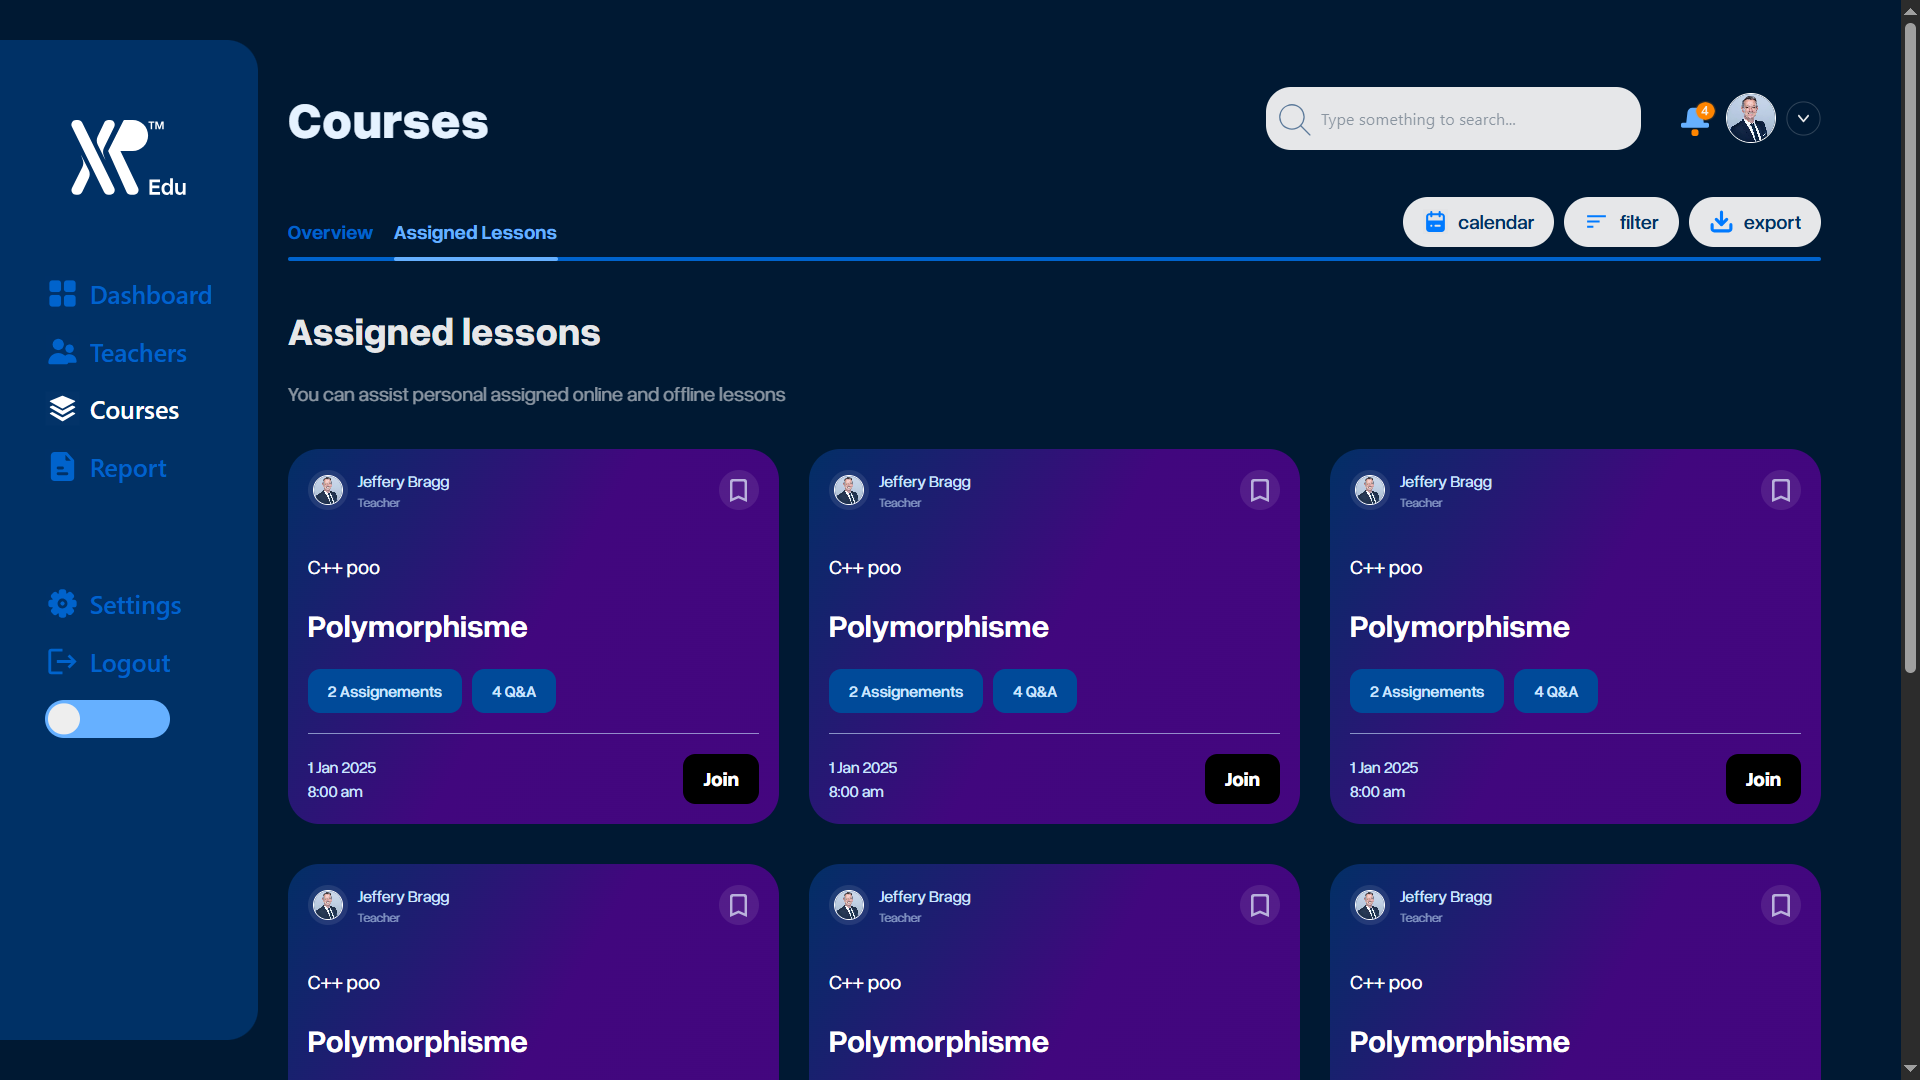 XP™
Edu
Dashboard
Teachers
Courses
Report
Settings
Logout
Courses
Type something to search...
4
Overview
Assigned Lessons
calendar
filter
export
Assigned lessons
You can assist personal assigned online and offline lessons
Jeffery Bragg
Teacher
C++ poo
Polymorphisme
2 Assignements
4 Q&A
1 Jan 2025
8:00 am
Join
Jeffery Bragg
Teacher
C++ poo
Polymorphisme
2 Assignements
4 Q&A
1 Jan 2025
8:00 am
Join
Jeffery Bragg
Teacher
C++ poo
Polymorphisme
2 Assignements
4 Q&A
1 Jan 2025
8:00 am
Join
Jeffery Bragg
Teacher
C++ poo
Polymorphisme
Jeffery Bragg
Teacher
C++ poo
Polymorphisme
Jeffery Bragg
Teacher
C++ poo
Polymorphisme